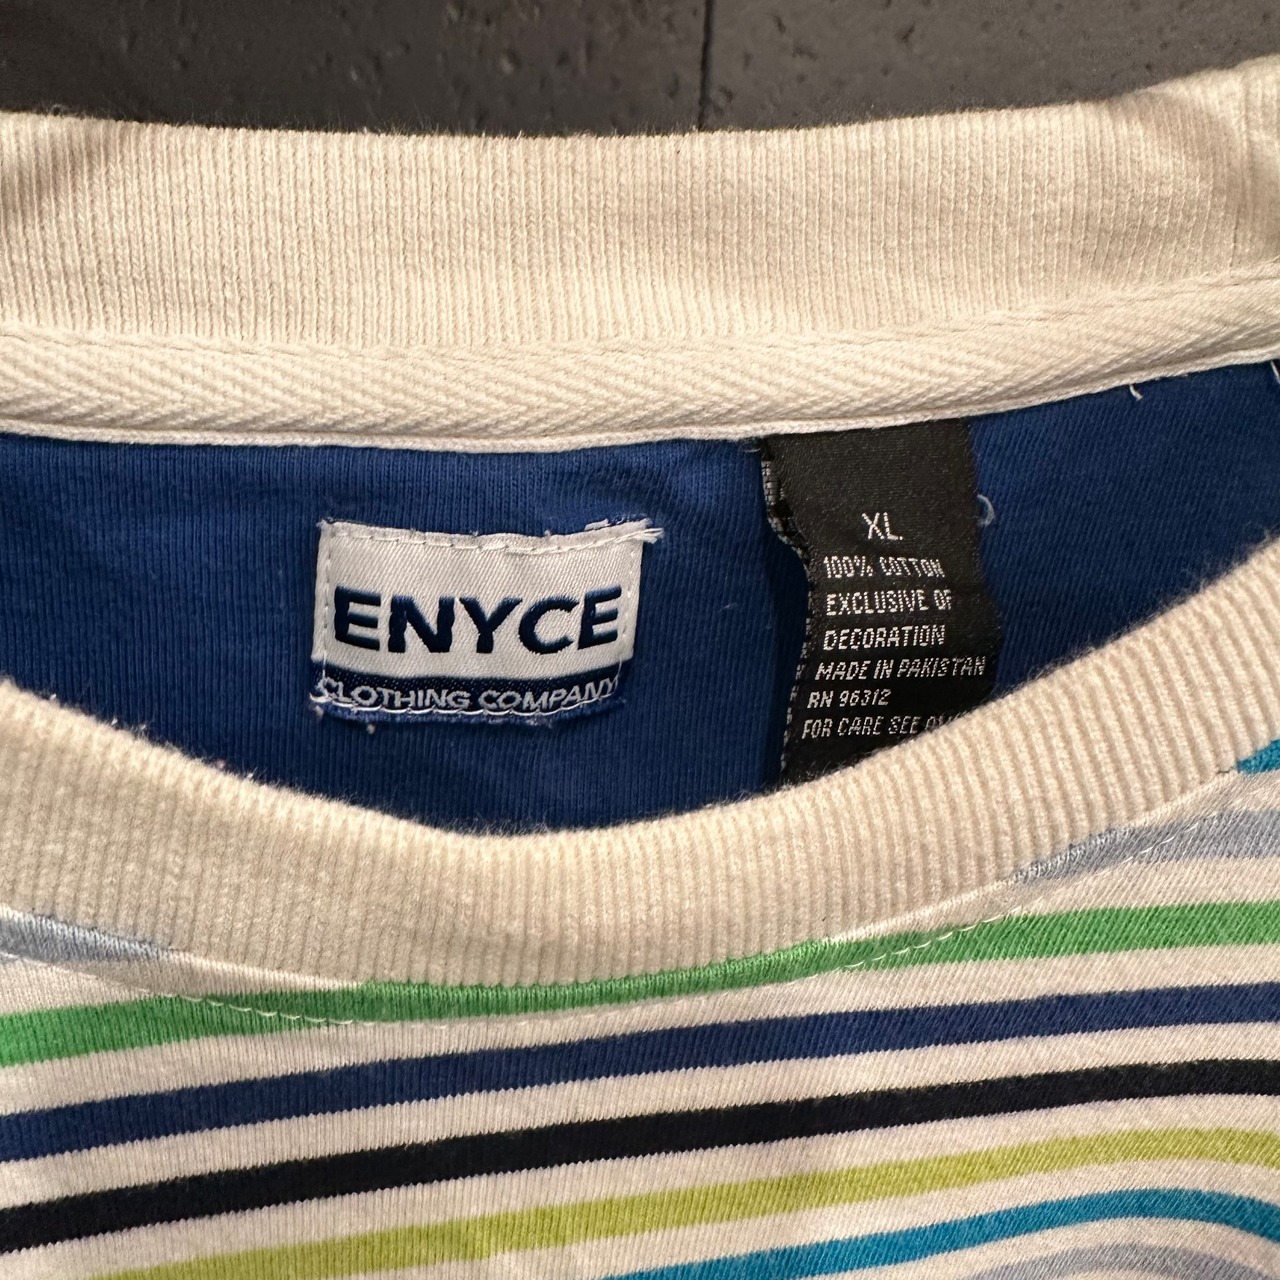 ENYCE
CLOTHING COMPANY
XL
100% COTTON
EXCLUSIVE OF
DECORATION
MADE IN PAKISTAN
RN 96312
FOR CARE SEE